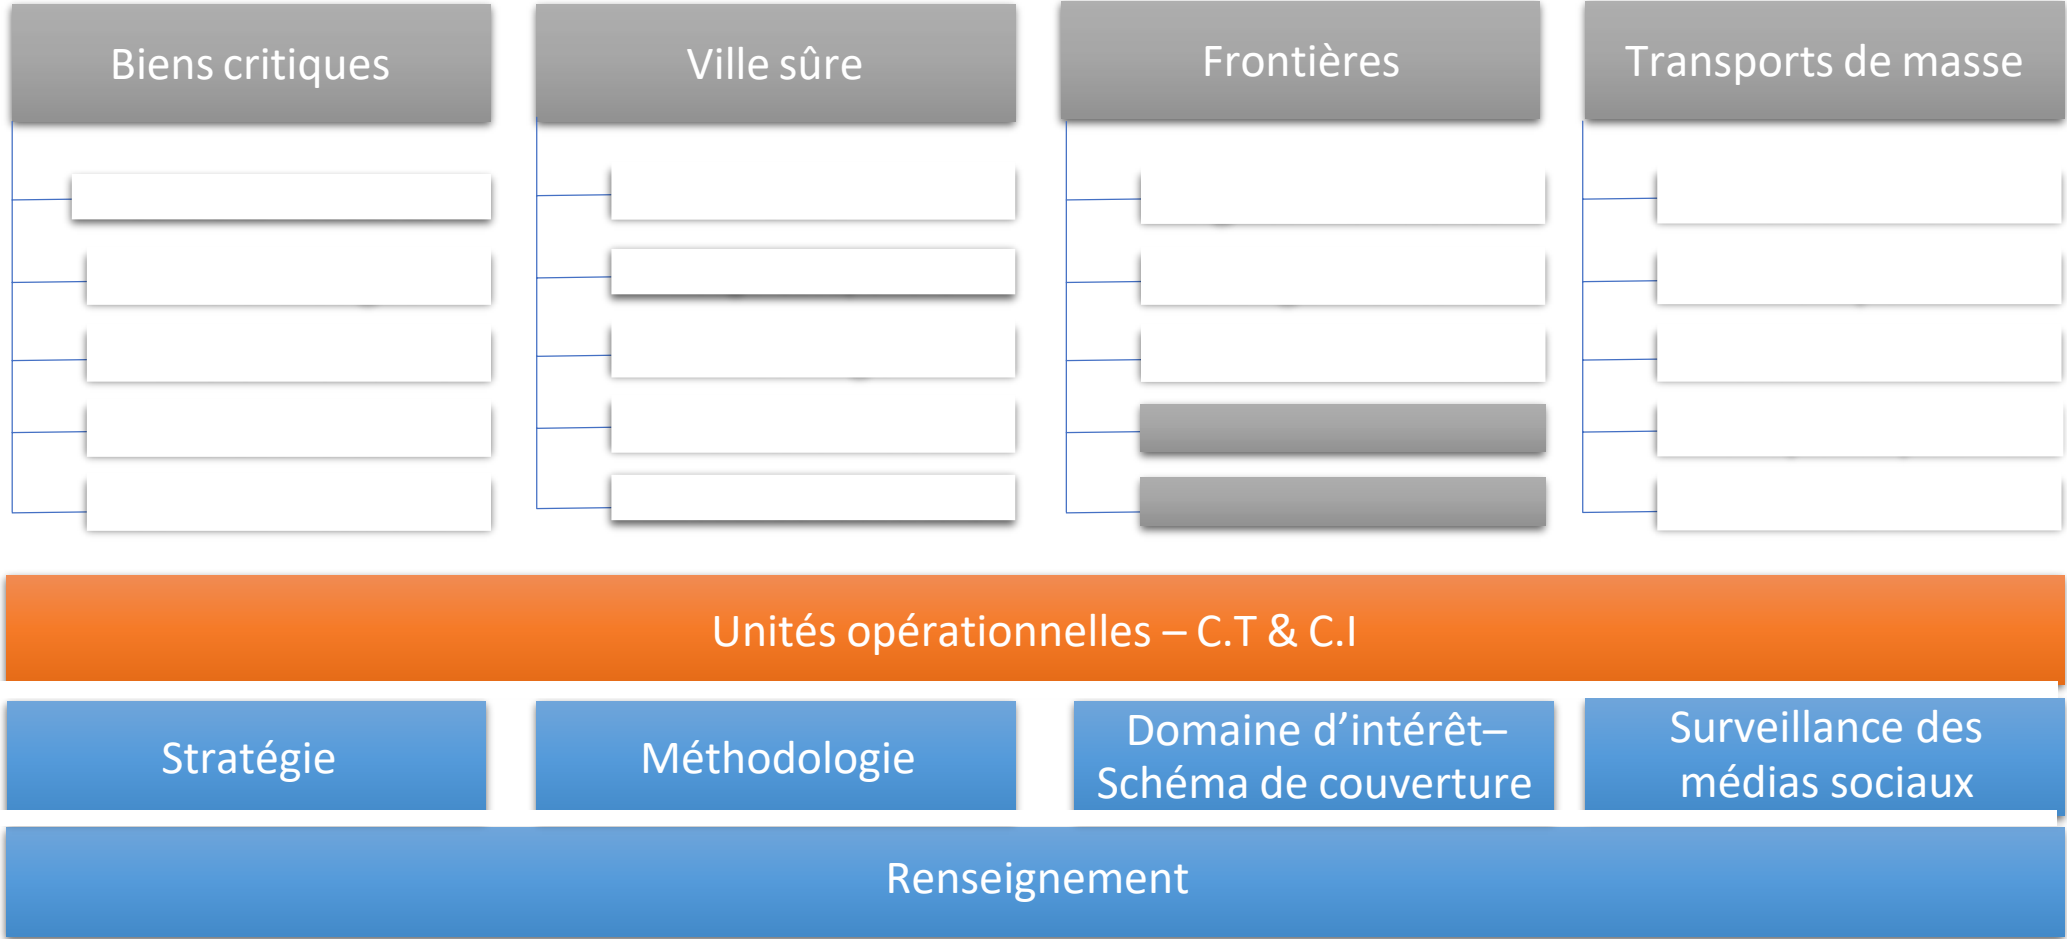 Biens critiques
Ville sûre
Frontières
Transports de masse
Unités opérationnelles – C.T & C.I
Stratégie
Méthodologie
Domaine d’intérêt–
Schéma de couverture
Surveillance des
médias sociaux
Renseignement